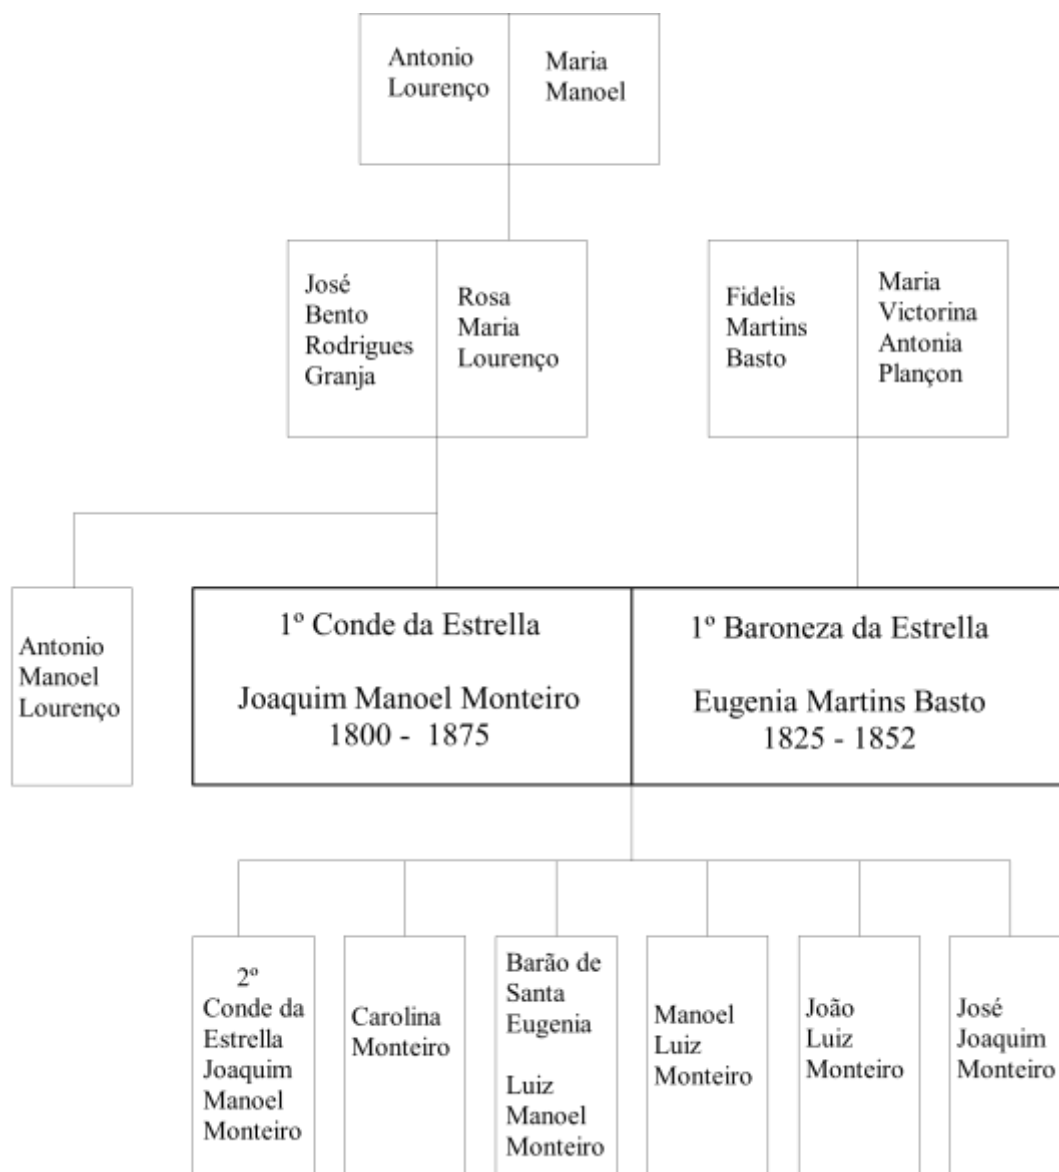 Antonio
Lourenço
Maria
Manoel
José
Bento
Rodrigues
Granja
Rosa
Maria
Lourenço
Fidelis
Martins
Basto
Maria
Victorina
Antonia
Plançon
Antonio
Manoel
Lourenço
1º Conde da Estrella
Joaquim Manoel Monteiro
1800 - 1875
1º Baroneza da Estrella
Eugenia Martins Basto
1825 - 1852
2º
Conde da
Estrella
Joaquim
Manoel
Monteiro
Carolina
Monteiro
Barão de
Santa
Eugenia
Luiz
Manoel
Monteiro
Manoel
Luiz
Monteiro
João
Luiz
Monteiro
José
Joaquim
Monteiro